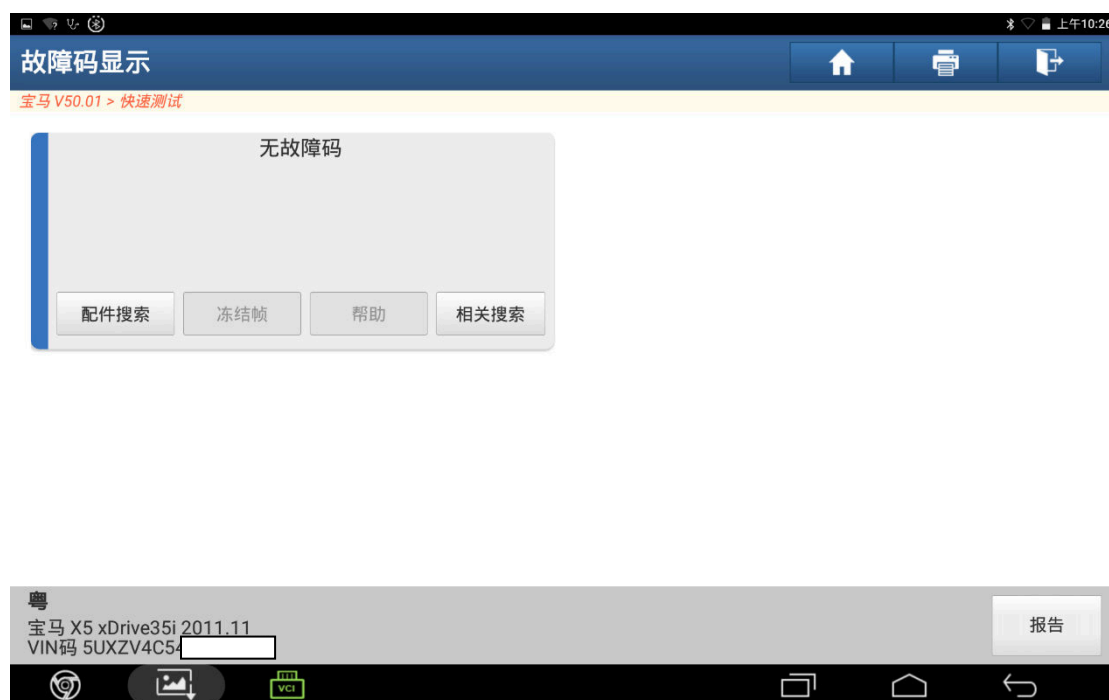 上午10:26
故障码显示
宝马 V50.01 > 快速测试
无故障码
配件搜索
冻结帧
帮助
相关搜索
粤
宝马 X5 xDrive35i 2011.11
VIN码 5UXZV4C54
报告
VCI